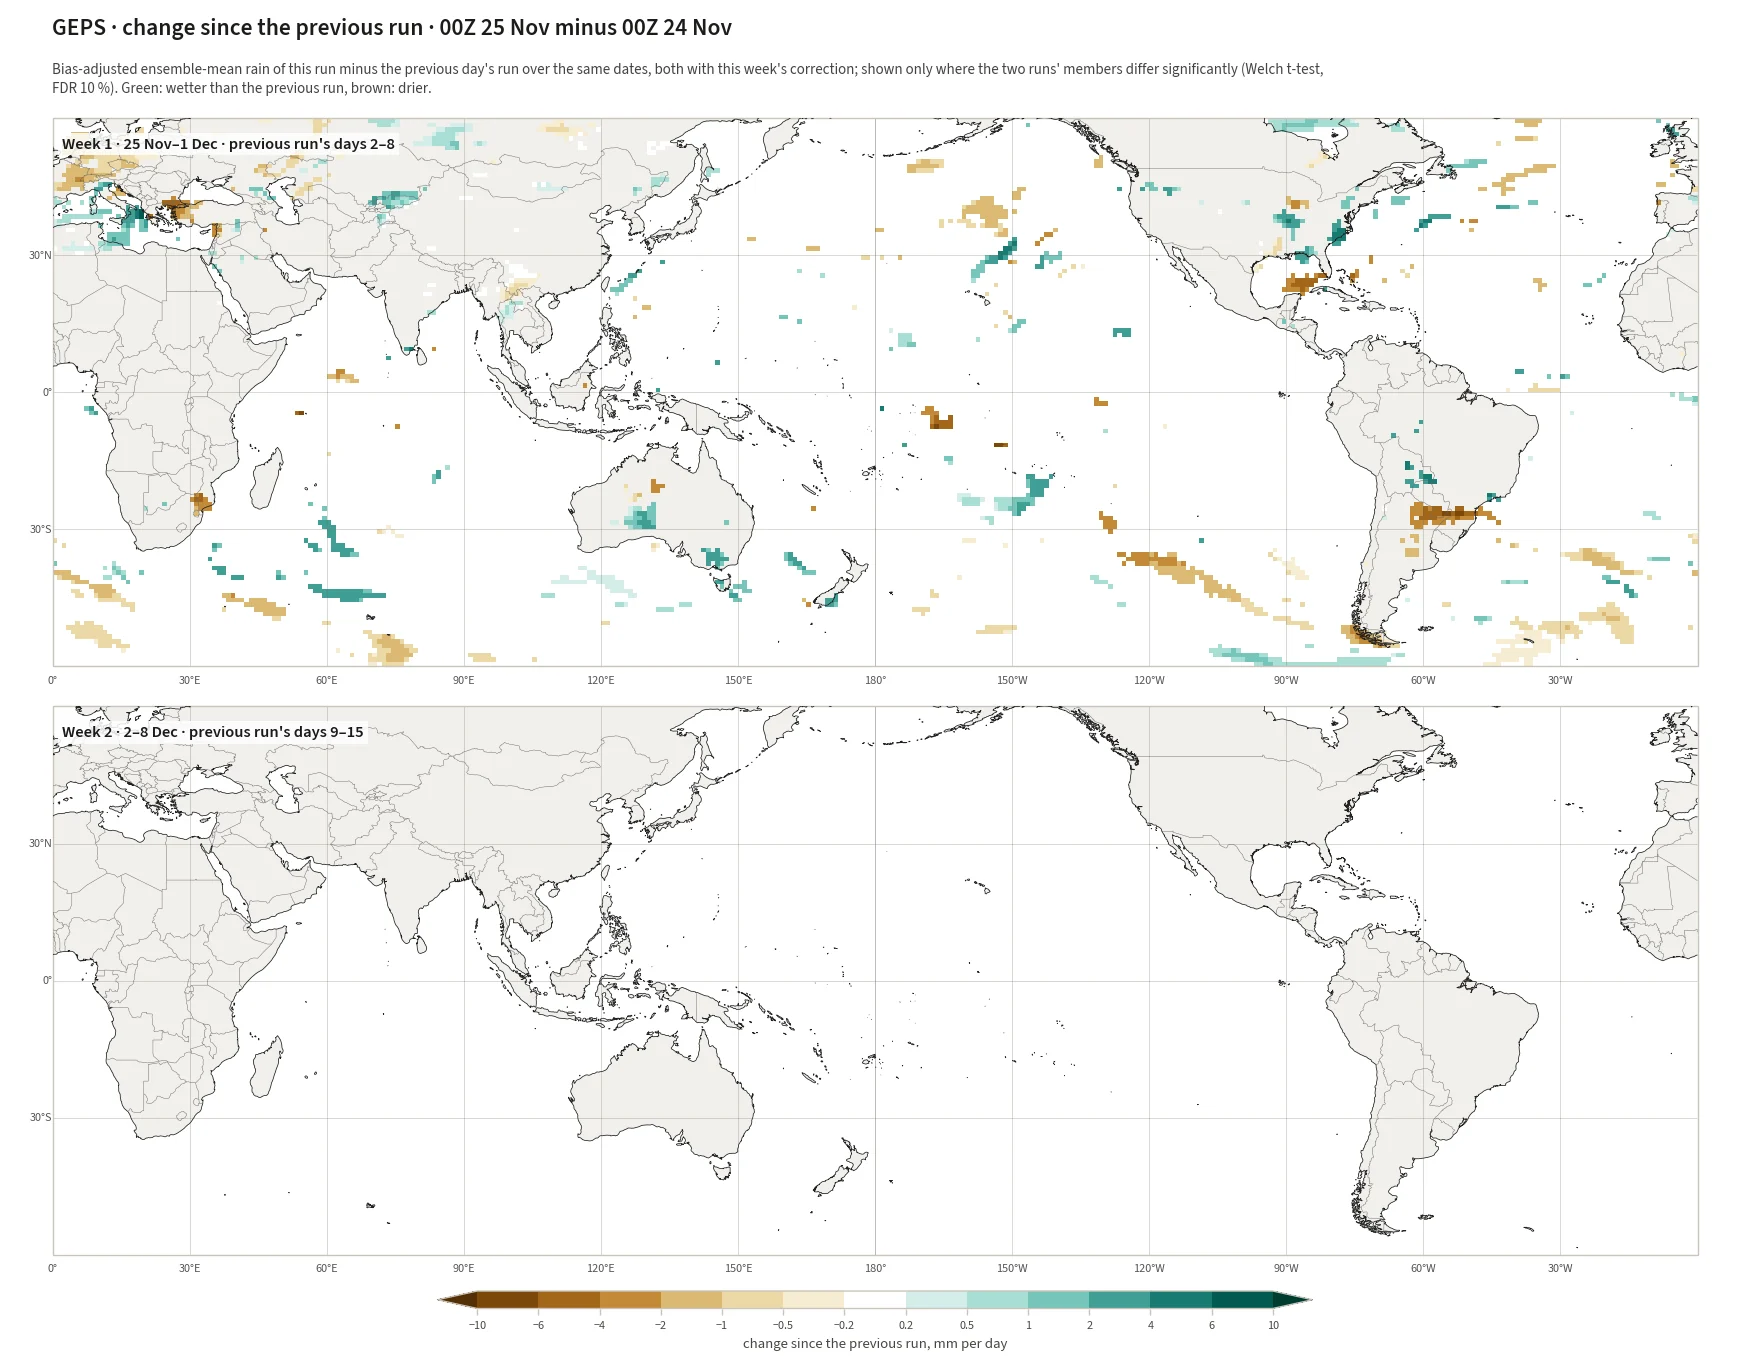 GEPS · change since the previous run · 00Z 25 Nov minus 00Z 24 Nov
Bias-adjusted ensemble-mean rain of this run minus the previous day's run over the same dates, both with this week's correction; shown only where the two runs' members differ significantly (Welch t-test,
FDR 10 %). Green: wetter than the previous run, brown: drier.
Week 1 · 25 Nov–1 Dec · previous run's days 2–8
30°N
0°
30°S
0° 30°E 60°E 90°E 120°E 150°E 180° 150°W 120°W 90°W 60°W 30°W
Week 2 · 2–8 Dec · previous run's days 9–15
30°N
0°
30°S
0° 30°E 60°E 90°E 120°E 150°E 180° 150°W 120°W 90°W 60°W 30°W
−10 −6 −4 −2 −1 −0.5 −0.2 0.2 0.5 1 2 4 6 10
change since the previous run, mm per day